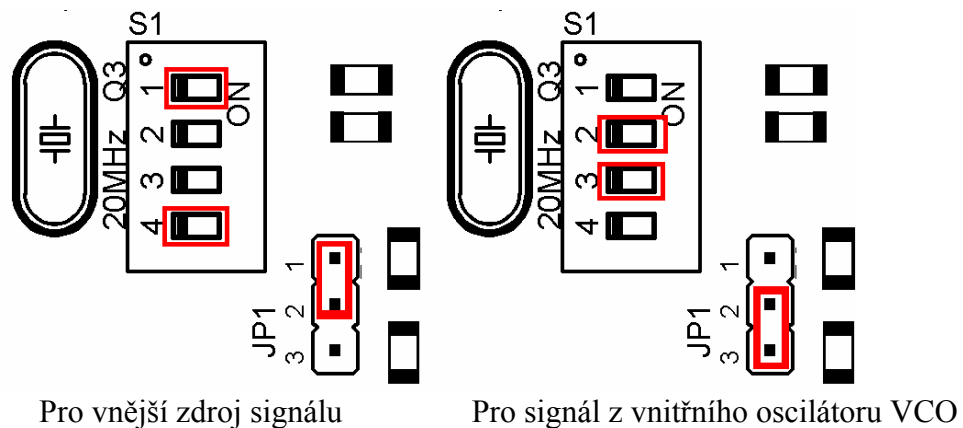 S1
Q3
20MHz
1
2
3
4
ON
JP1
1
2
3
Pro vnější zdroj signálu
S1
Q3
20MHz
1
2
3
4
ON
JP1
1
2
3
Pro signál z vnitřního oscilátoru VCO